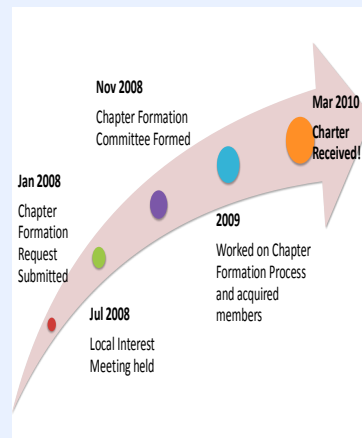 Jan 2008
Chapter
Formation
Request
Submitted
Jul 2008
Local Interest
Meeting held
Nov 2008
Chapter Formation
Committee Formed
2009
Worked on Chapter
Formation Process
and acquired
members
Mar 2010
Charter
Received!